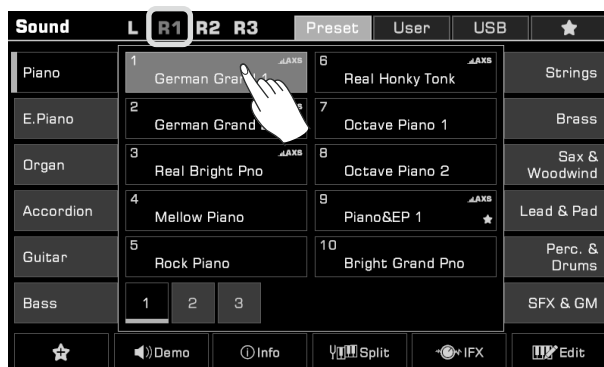 Sound L R1 R2 R3 Preset User USB
Piano
E.Piano
Organ
Accordion
Guitar
Bass
1 AXS
German Grand 1
2
German Grand
3 AXS
Real Bright Pno
4
Mellow Piano
5
Rock Piano
6 AXS
Real Honky Tonk
7
Octave Piano 1
8
Octave Piano 2
9 AXS
Piano&EP 1
10
Bright Grand Pno
1 2 3
Strings
Brass
Sax &
Woodwind
Lead & Pad
Perc. &
Drums
SFX & GM
Demo Info Split IFX Edit